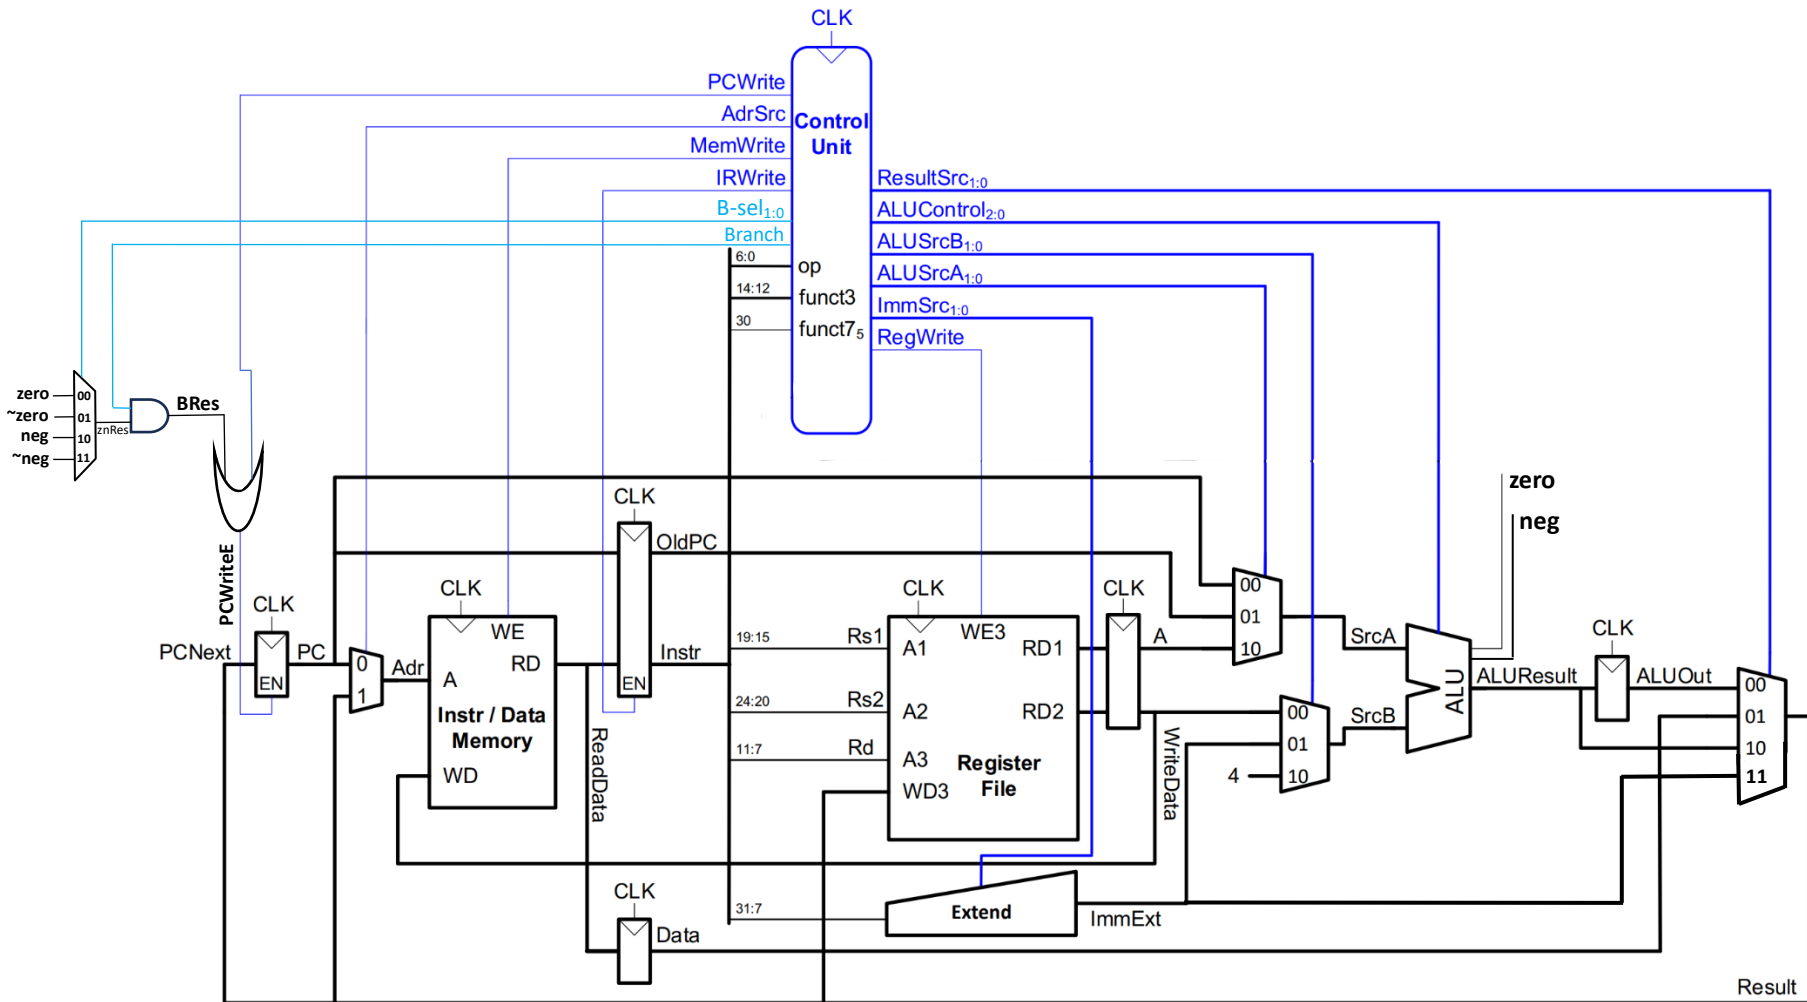 CLK
PCWrite
AdrSrc
MemWrite
IRWrite
B-sel1:0
Branch
Control
Unit
6:0
op
14:12
funct3
30
funct75
ResultSrc1:0
ALUControl2:0
ALUSrcB1:0
ALUSrcA1:0
ImmSrc1:0
RegWrite
zero
~zero
neg
~neg
00
01
10
11
znRes
BRes
PCWriteE
zero
neg
PCNext
CLK
EN
PC
0
1
Adr
CLK
WE
A
RD
Instr / Data
Memory
WD
ReadData
CLK
OldPC
EN
Instr
19:15
Rs1
24:20
Rs2
11:7
Rd
31:7
CLK
A1
WE3
RD1
A2
RD2
A3
WD3
Register
File
CLK
A
WriteData
00
01
10
00
01
10
4
SrcA
SrcB
ALU
ALUResult
CLK
ALUOut
00
01
10
11
Extend
ImmExt
CLK
Data
Result